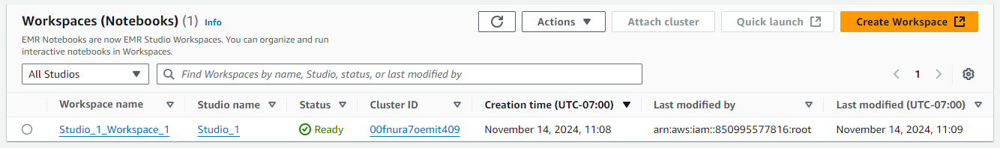 Workspaces (Notebooks) (1) Info
EMR Notebooks are now EMR Studio Workspaces. You can organize and run
interactive notebooks in Workspaces.
Actions Attach cluster Quick launch Create Workspace
All Studios Find Workspaces by name, Studio, status, or last modified by 1
Workspace name Studio name Status Cluster ID Creation time (UTC-07:00) Last modified by Last modified (UTC-07:00)
Studio_1_Workspace_1 Studio_1 Ready 00fnura7oemit409 November 14, 2024, 11:08 arn:aws:iam::850995577816:root November 14, 2024, 11:09